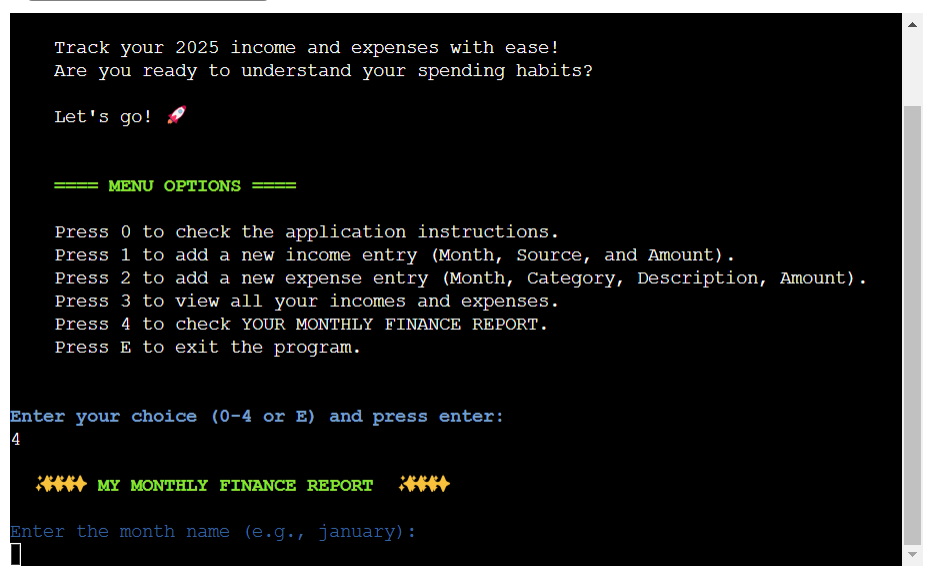 Track your 2025 income and expenses with ease!
Are you ready to understand your spending habits?
Let's go! 🚀
==== MENU OPTIONS ====
Press 0 to check the application instructions.
Press 1 to add a new income entry (Month, Source, and Amount).
Press 2 to add a new expense entry (Month, Category, Description, Amount).
Press 3 to view all your incomes and expenses.
Press 4 to check YOUR MONTHLY FINANCE REPORT.
Press E to exit the program.
Enter your choice (0-4 or E) and press enter:
4
✨✨✨✨ MY MONTHLY FINANCE REPORT ✨✨✨✨
Enter the month name (e.g., january):